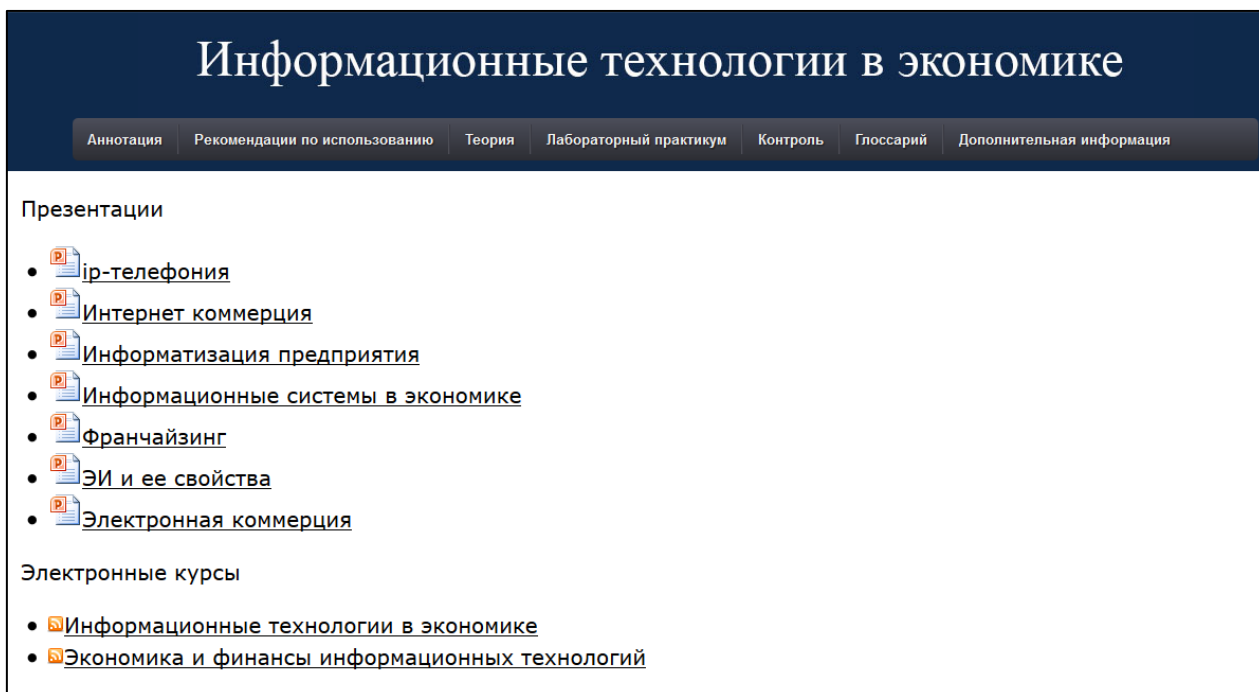 Информационные технологии в экономике
Аннотация Рекомендации по использованию Теория Лабораторный практикум Контроль Глоссарий Дополнительная информация
Презентации
ip-телефония
Интернет коммерция
Информатизация предприятия
Информационные системы в экономике
Франчайзинг
ЭИ и ее свойства
Электронная коммерция
Электронные курсы
Информационные технологии в экономике
Экономика и финансы информационных технологий